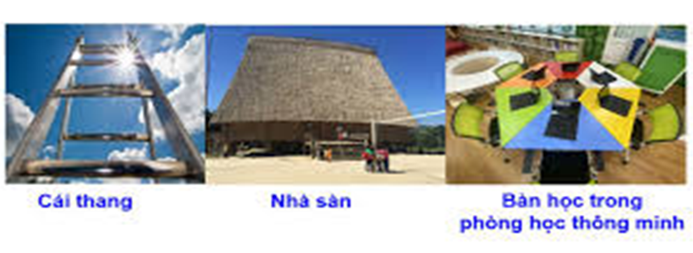 Cái thang
Nhà sàn
Bàn học trong
phòng học thông minh